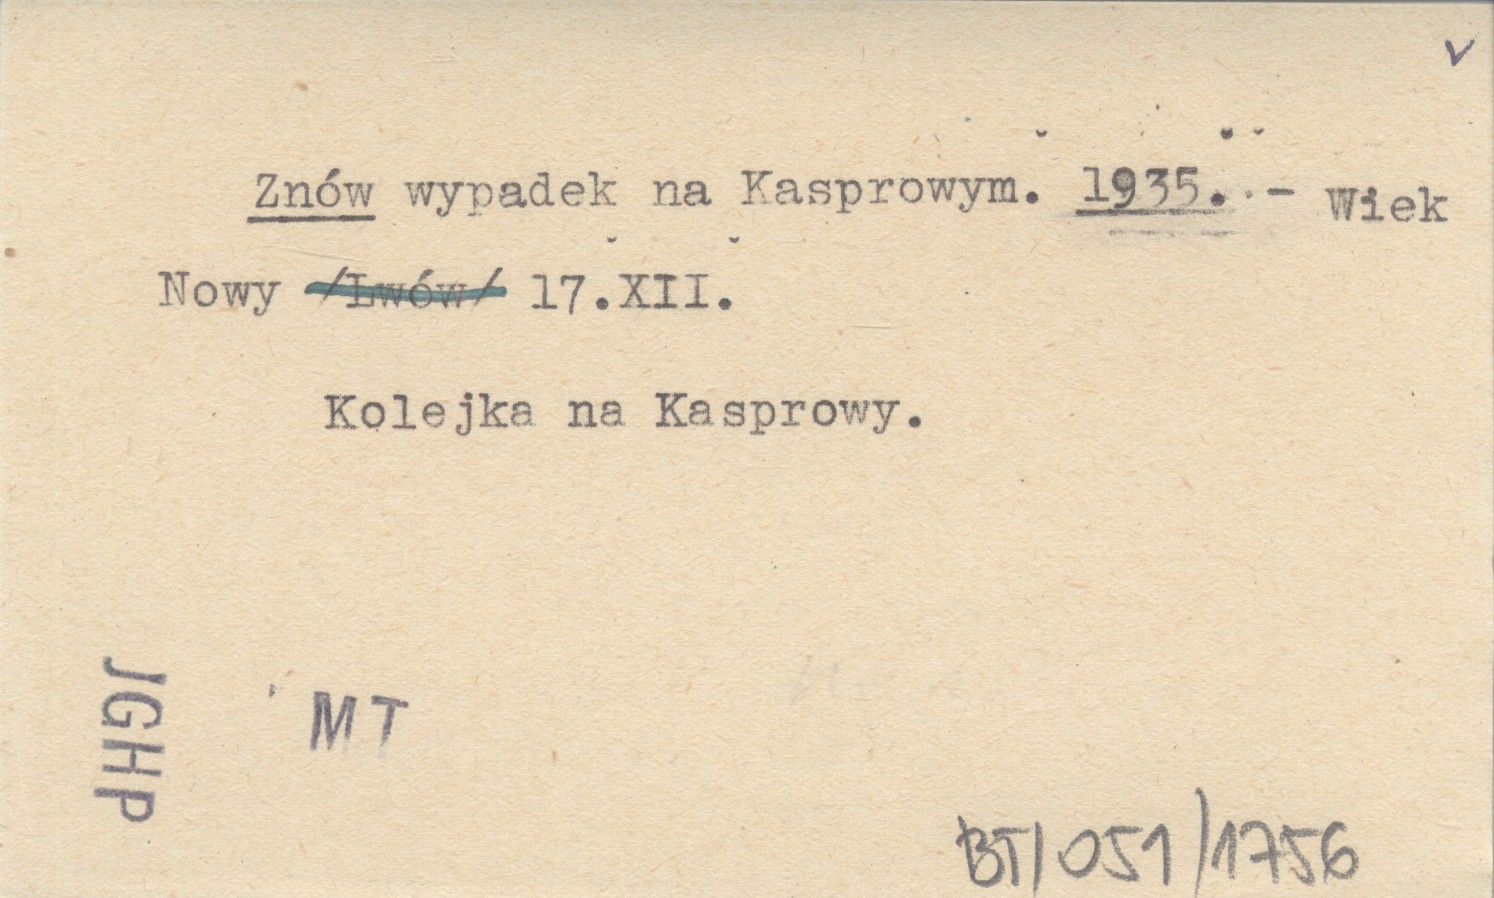 v
Znów wypadek na Kasprowym. 1935. - Wiek
Nowy /Lwów/ 17.XII.
Kolejka na Kasprowy.
JGHP
MT
BT/051/1756